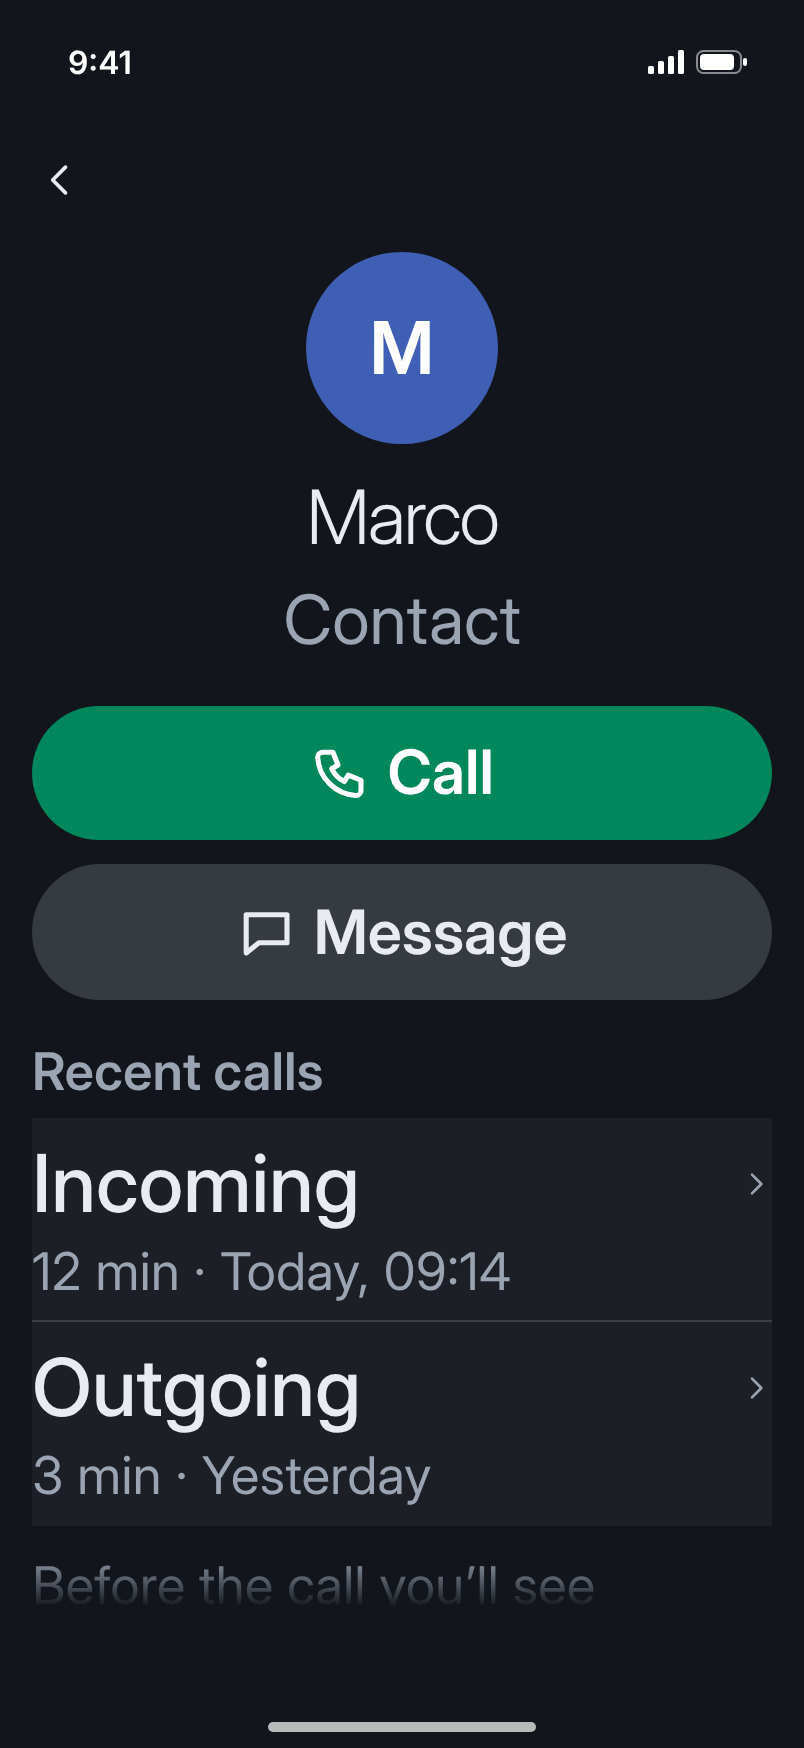 9:41
M
Marco
Contact
Call
Message
Recent calls
Incoming
12 min · Today, 09:14
Outgoing
3 min · Yesterday
Before the call you’ll see